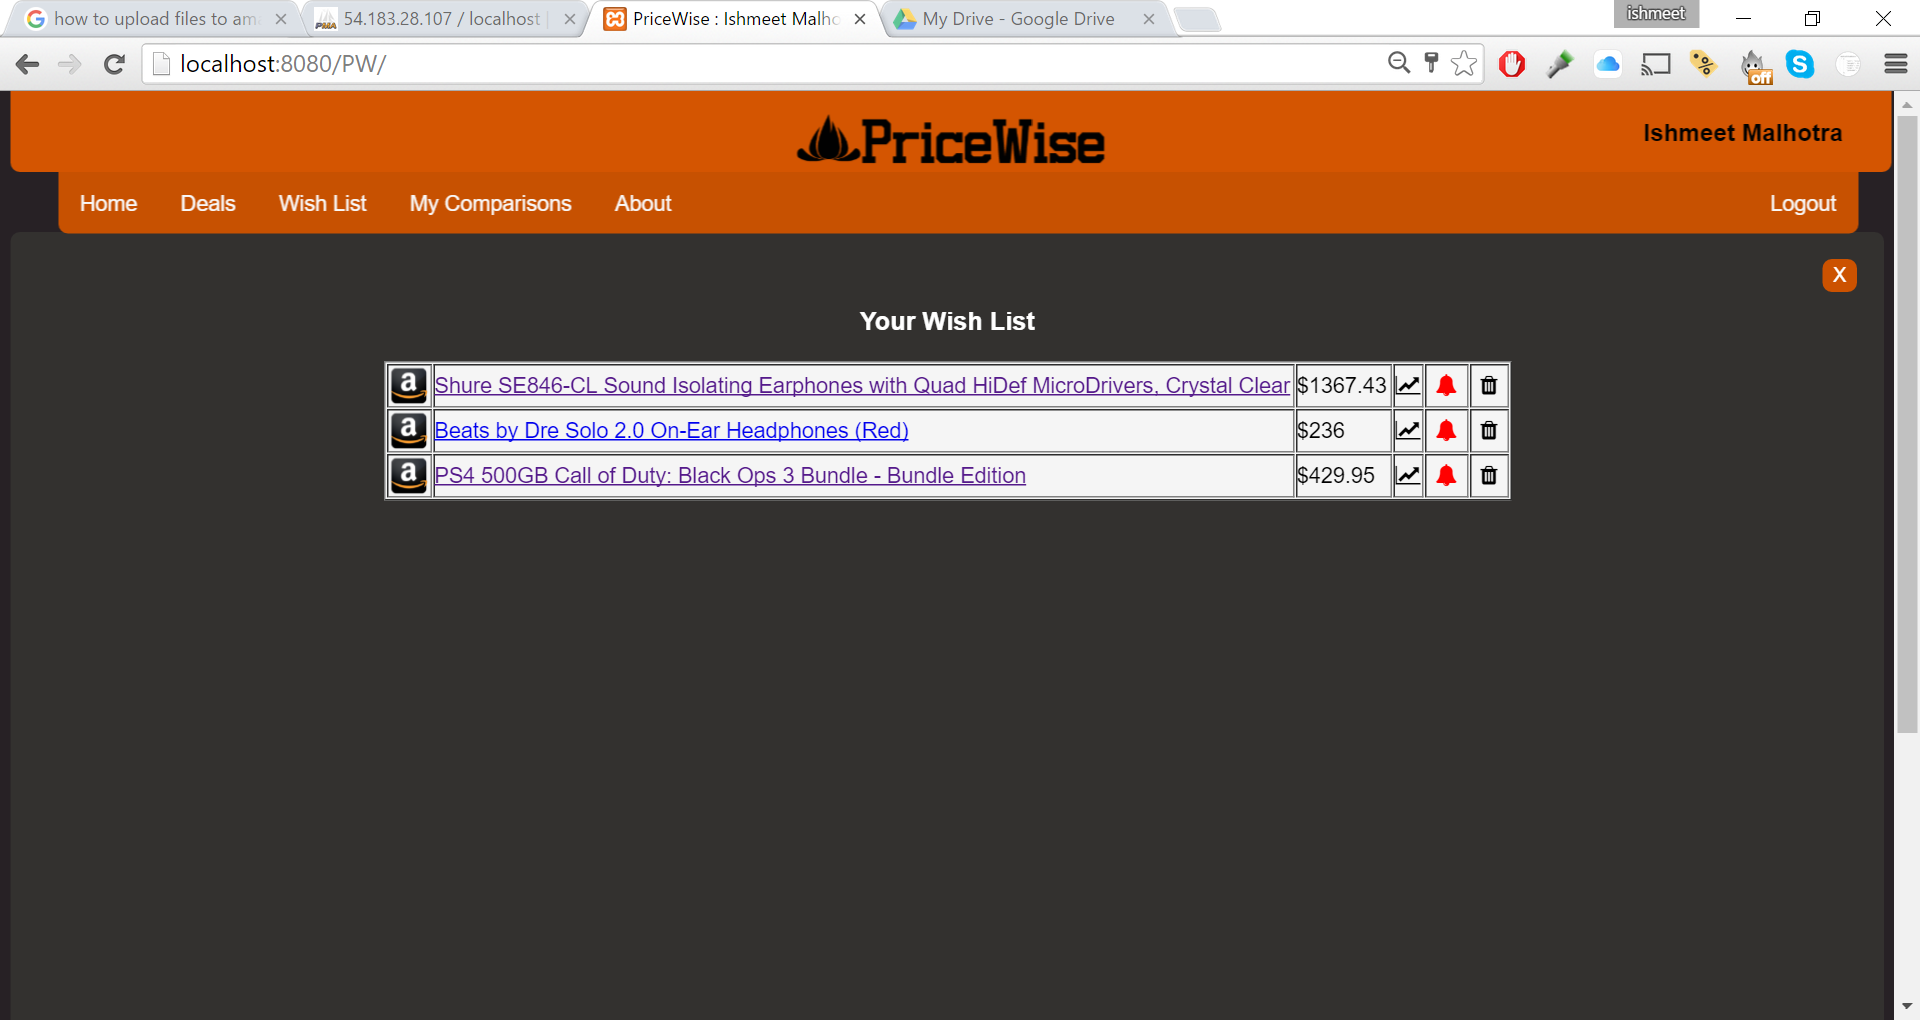 how to upload files to am
54.183.28.107 / localhost
PriceWise : Ishmeet Malho
My Drive - Google Drive
ishmeet
localhost:8080/PW/
off
PriceWise
Ishmeet Malhotra
Home Deals Wish List My Comparisons About Logout
X
Your Wish List
Shure SE846-CL Sound Isolating Earphones with Quad HiDef MicroDrivers, Crystal Clear $1367.43
Beats by Dre Solo 2.0 On-Ear Headphones (Red) $236
PS4 500GB Call of Duty: Black Ops 3 Bundle - Bundle Edition $429.95